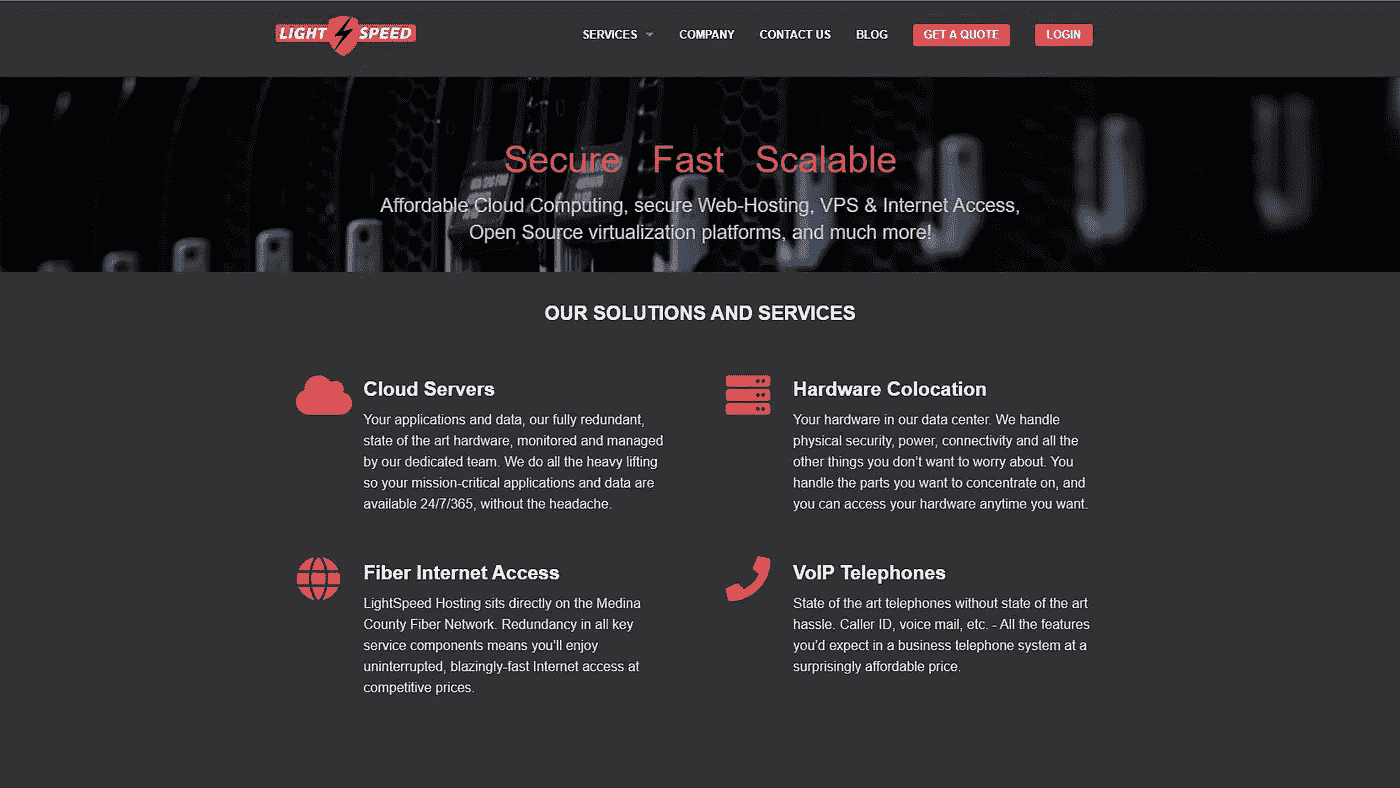 LIGHT SPEED
SERVICES COMPANY CONTACT US BLOG GET A QUOTE LOGIN
Secure Fast Scalable
Affordable Cloud Computing, secure Web-Hosting, VPS & Internet Access,
Open Source virtualization platforms, and much more!
OUR SOLUTIONS AND SERVICES
Cloud Servers
Your applications and data, our fully redundant,
state of the art hardware, monitored and managed
by our dedicated team. We do all the heavy lifting
so your mission-critical applications and data are
available 24/7/365, without the headache.
Hardware Colocation
Your hardware in our data center. We handle
physical security, power, connectivity and all the
other things you don’t want to worry about. You
handle the parts you want to concentrate on, and
you can access your hardware anytime you want.
Fiber Internet Access
LightSpeed Hosting sits directly on the Medina
County Fiber Network. Redundancy in all key
service components means you’ll enjoy
uninterrupted, blazingly-fast Internet access at
competitive prices.
VoIP Telephones
State of the art telephones without state of the art
hassle. Caller ID, voice mail, etc. - All the features
you’d expect in a business telephone system at a
surprisingly affordable price.